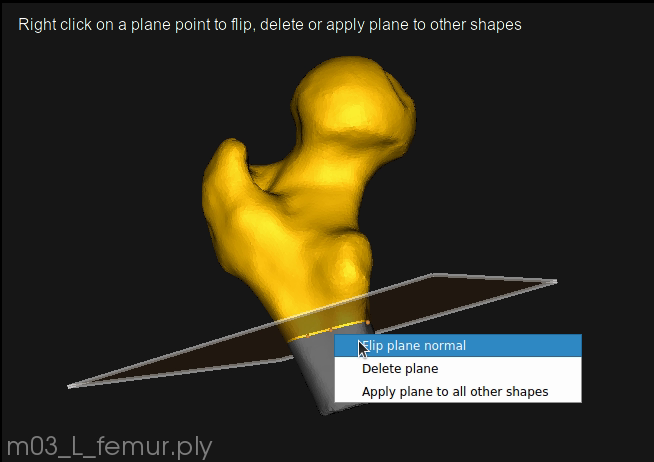 Right click on a plane point to flip, delete or apply plane to other shapes
Flip plane normal
Delete plane
Apply plane to all other shapes
m03_L_femur.ply